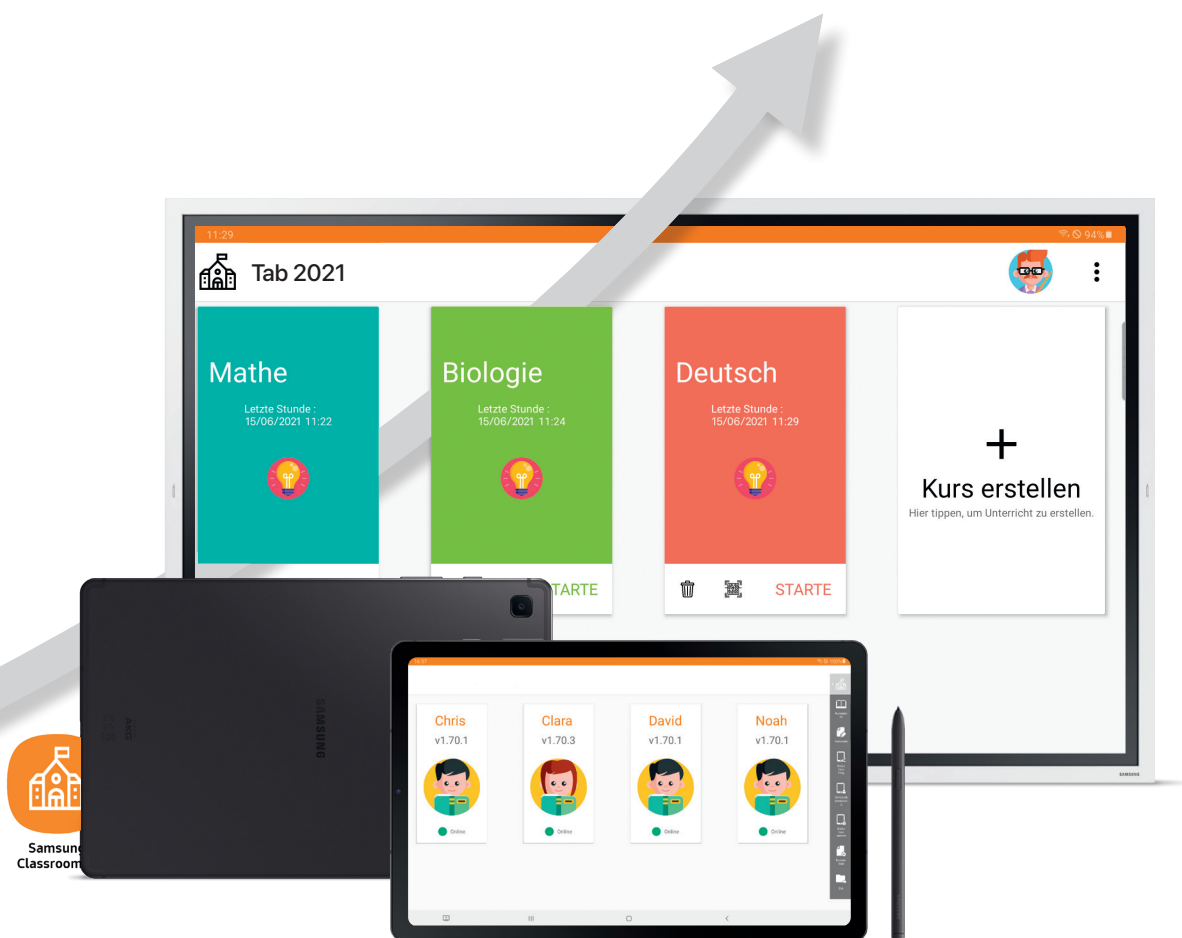 11:29
94%
Tab 2021
Mathe
Letzte Stunde :
15/06/2021 11:22
Biologie
Letzte Stunde :
15/06/2021 11:24
TARTE
Deutsch
Letzte Stunde :
15/06/2021 11:29
STARTE
+
Kurs erstellen
Hier tippen, um Unterricht zu erstellen.
SAMSUNG
SAMSUNG
AKG
Chris
v1.70.1
Online
Clara
v1.70.3
Online
David
v1.70.1
Online
Noah
v1.70.1
Online
100%
Samsung
Classroom